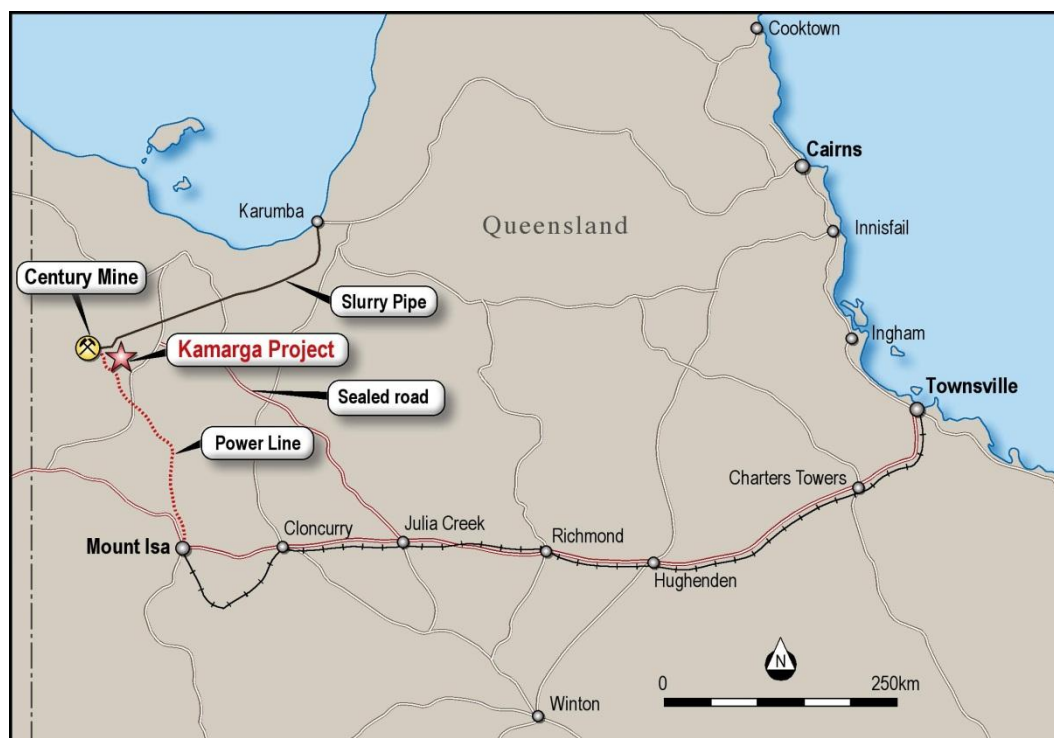 Cooktown
Cairns
Karumba
Queensland
Innisfail
Century Mine
Slurry Pipe
Ingham
Kamarga Project
Sealed road
Townsville
Power Line
Charters Towers
Mount Isa
Cloncurry
Julia Creek
Richmond
Hughenden
N
0
250km
Winton